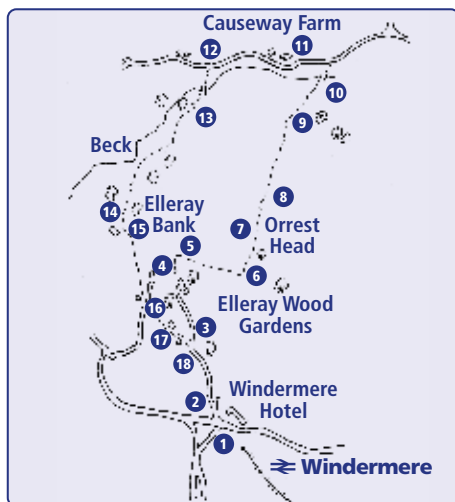 Causeway Farm
12
11
10
13
9
Beck
8
14
Elleray
Bank
15
7
Orrest
Head
5
4
6
Elleray Wood
Gardens
16
3
17
18
Windermere
Hotel
2
1
Windermere